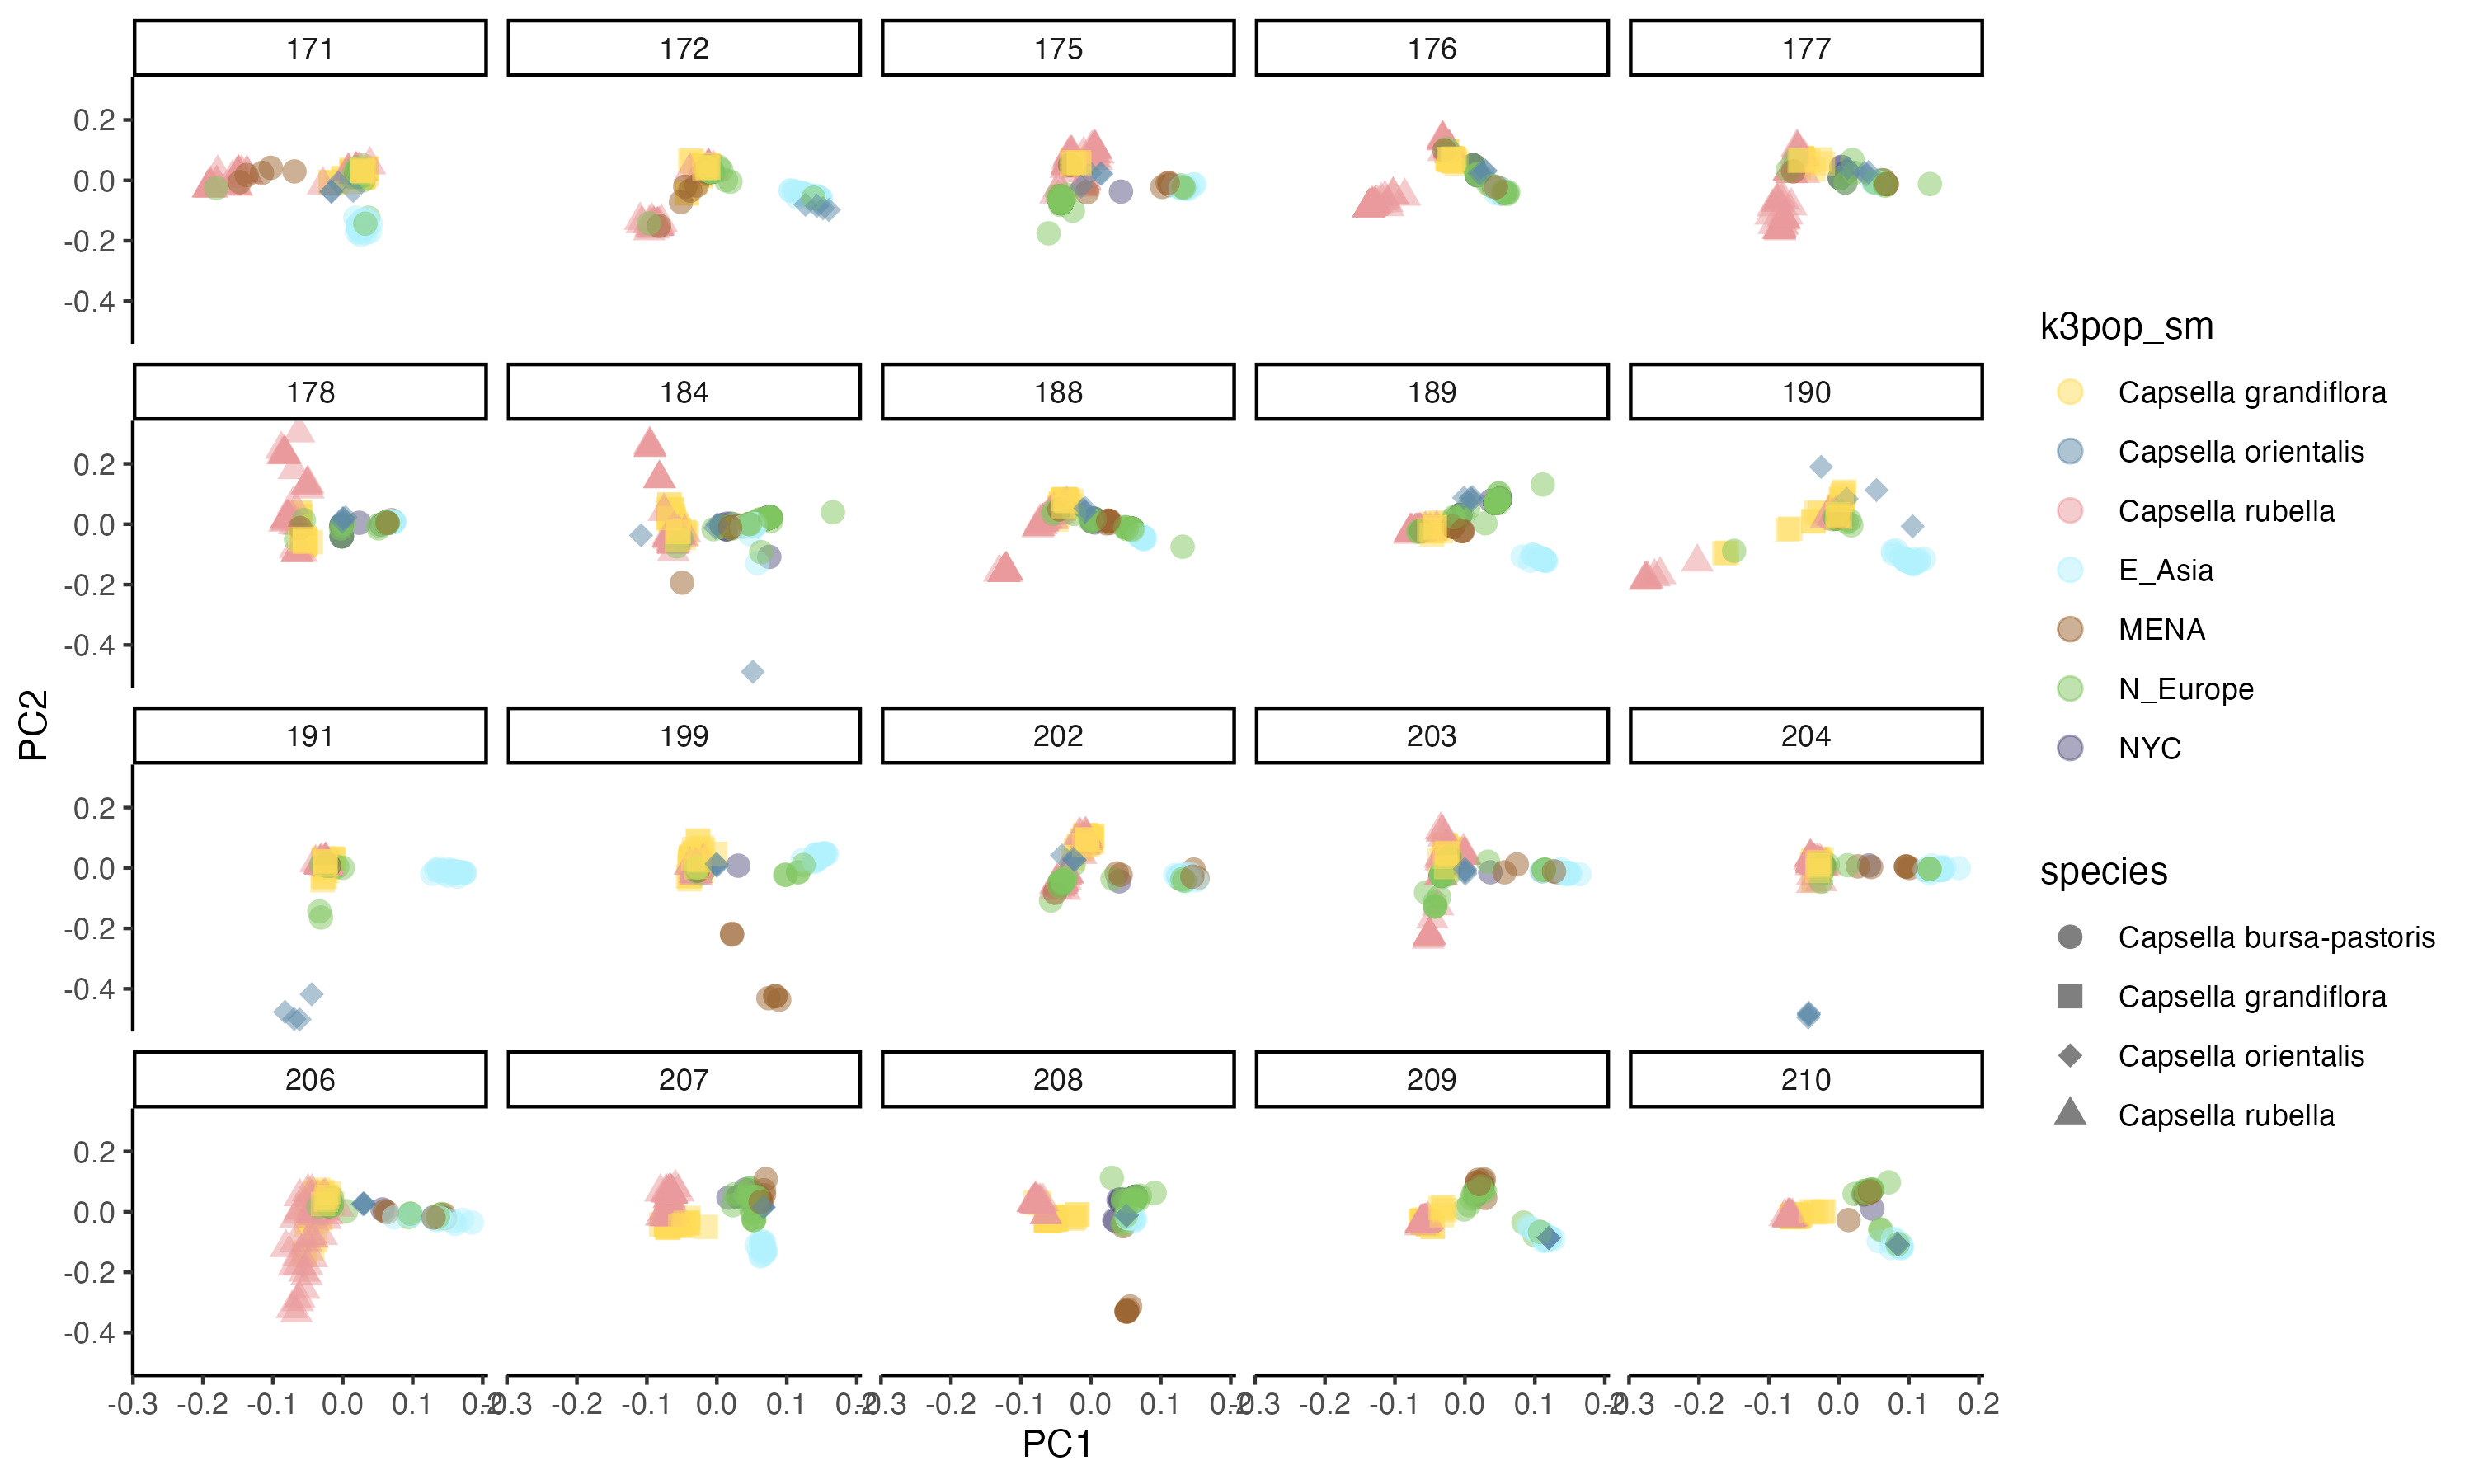 171 172 175 176 177
0.2
0.0
-0.2
-0.4
178 184 188 189 190
0.2
0.0
-0.2
-0.4
191 199 202 203 204
0.2
0.0
-0.2
-0.4
206 207 208 209 210
0.2
0.0
-0.2
-0.4
-0.3 -0.2 -0.1 0.0 0.1 0.2 -0.3 -0.2 -0.1 0.0 0.1 0.2 -0.3 -0.2 -0.1 0.0 0.1 0.2 -0.3 -0.2 -0.1 0.0 0.1 0.2 -0.3 -0.2 -0.1 0.0 0.1 0.2
PC1
PC2
k3pop_sm
Capsella grandiflora
Capsella orientalis
Capsella rubella
E_Asia
MENA
N_Europe
NYC
species
Capsella bursa-pastoris
Capsella grandiflora
Capsella orientalis
Capsella rubella